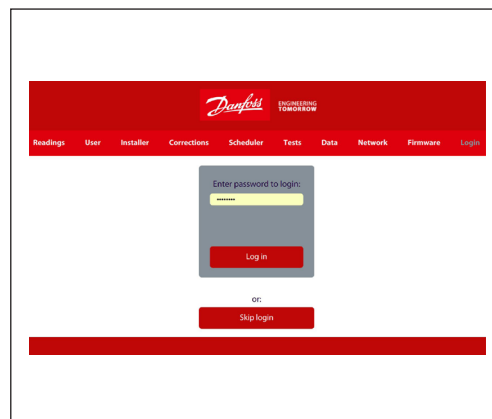 Danfoss
ENGINEERING
TOMORROW
Readings User Installer Corrections Scheduler Tests Data Network Firmware Login
Enter password to login:
••••••••
Log in
or:
Skip login